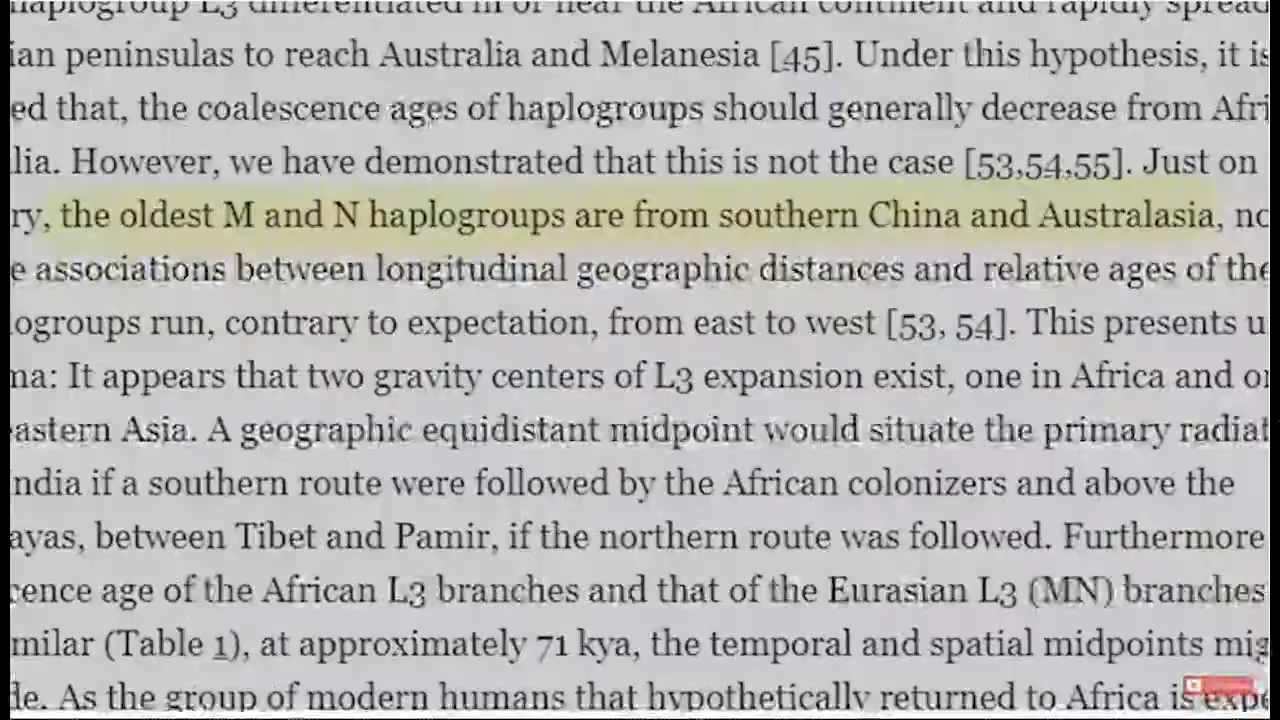 haplogroup L3 differentiated in or near the African continent and rapidly spread
ian peninsulas to reach Australia and Melanesia [45]. Under this hypothesis, it is
ed that, the coalescence ages of haplogroups should generally decrease from Afri
lia. However, we have demonstrated that this is not the case [53,54,55]. Just on
ry, the oldest M and N haplogroups are from southern China and Australasia, no
e associations between longitudinal geographic distances and relative ages of the
ogroups run, contrary to expectation, from east to west [53, 54]. This presents u
ma: It appears that two gravity centers of L3 expansion exist, one in Africa and o
eastern Asia. A geographic equidistant midpoint would situate the primary radiat
ndia if a southern route were followed by the African colonizers and above the
ayas, between Tibet and Pamir, if the northern route was followed. Furthermore
cence age of the African L3 branches and that of the Eurasian L3 (MN) branches
milar (Table 1), at approximately 71 kya, the temporal and spatial midpoints mig
de. As the group of modern humans that hypothetically returned to Africa is expe